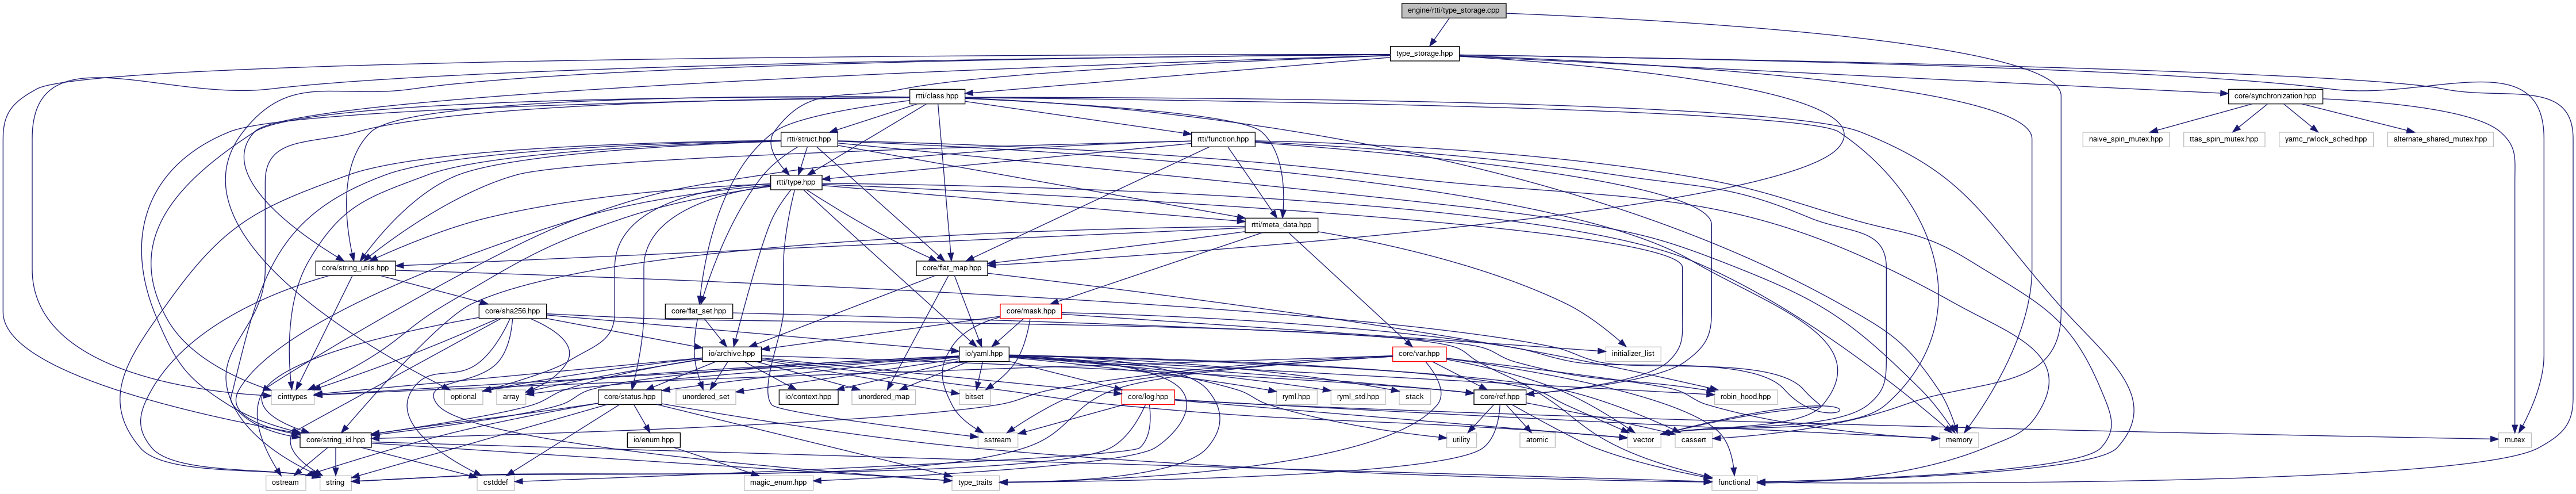 engine/rtti/type_storage.cpp
type_storage.hpp
rtti/class.hpp
core/synchronization.hpp
rtti/struct.hpp
rtti/function.hpp
naive_spin_mutex.hpp
ttas_spin_mutex.hpp
yamc_rwlock_sched.hpp
alternate_shared_mutex.hpp
rtti/type.hpp
rtti/meta_data.hpp
core/string_utils.hpp
core/flat_map.hpp
core/sha256.hpp
core/flat_set.hpp
core/mask.hpp
io/archive.hpp
io/yaml.hpp
core/var.hpp
initializer_list
cinttypes
optional
array
core/status.hpp
unordered_set
io/context.hpp
unordered_map
bitset
core/log.hpp
ryml.hpp
ryml_std.hpp
stack
core/ref.hpp
robin_hood.hpp
core/string_id.hpp
io/enum.hpp
sstream
utility
atomic
vector
cassert
memory
mutex
ostream
string
cstddef
magic_enum.hpp
type_traits
functional